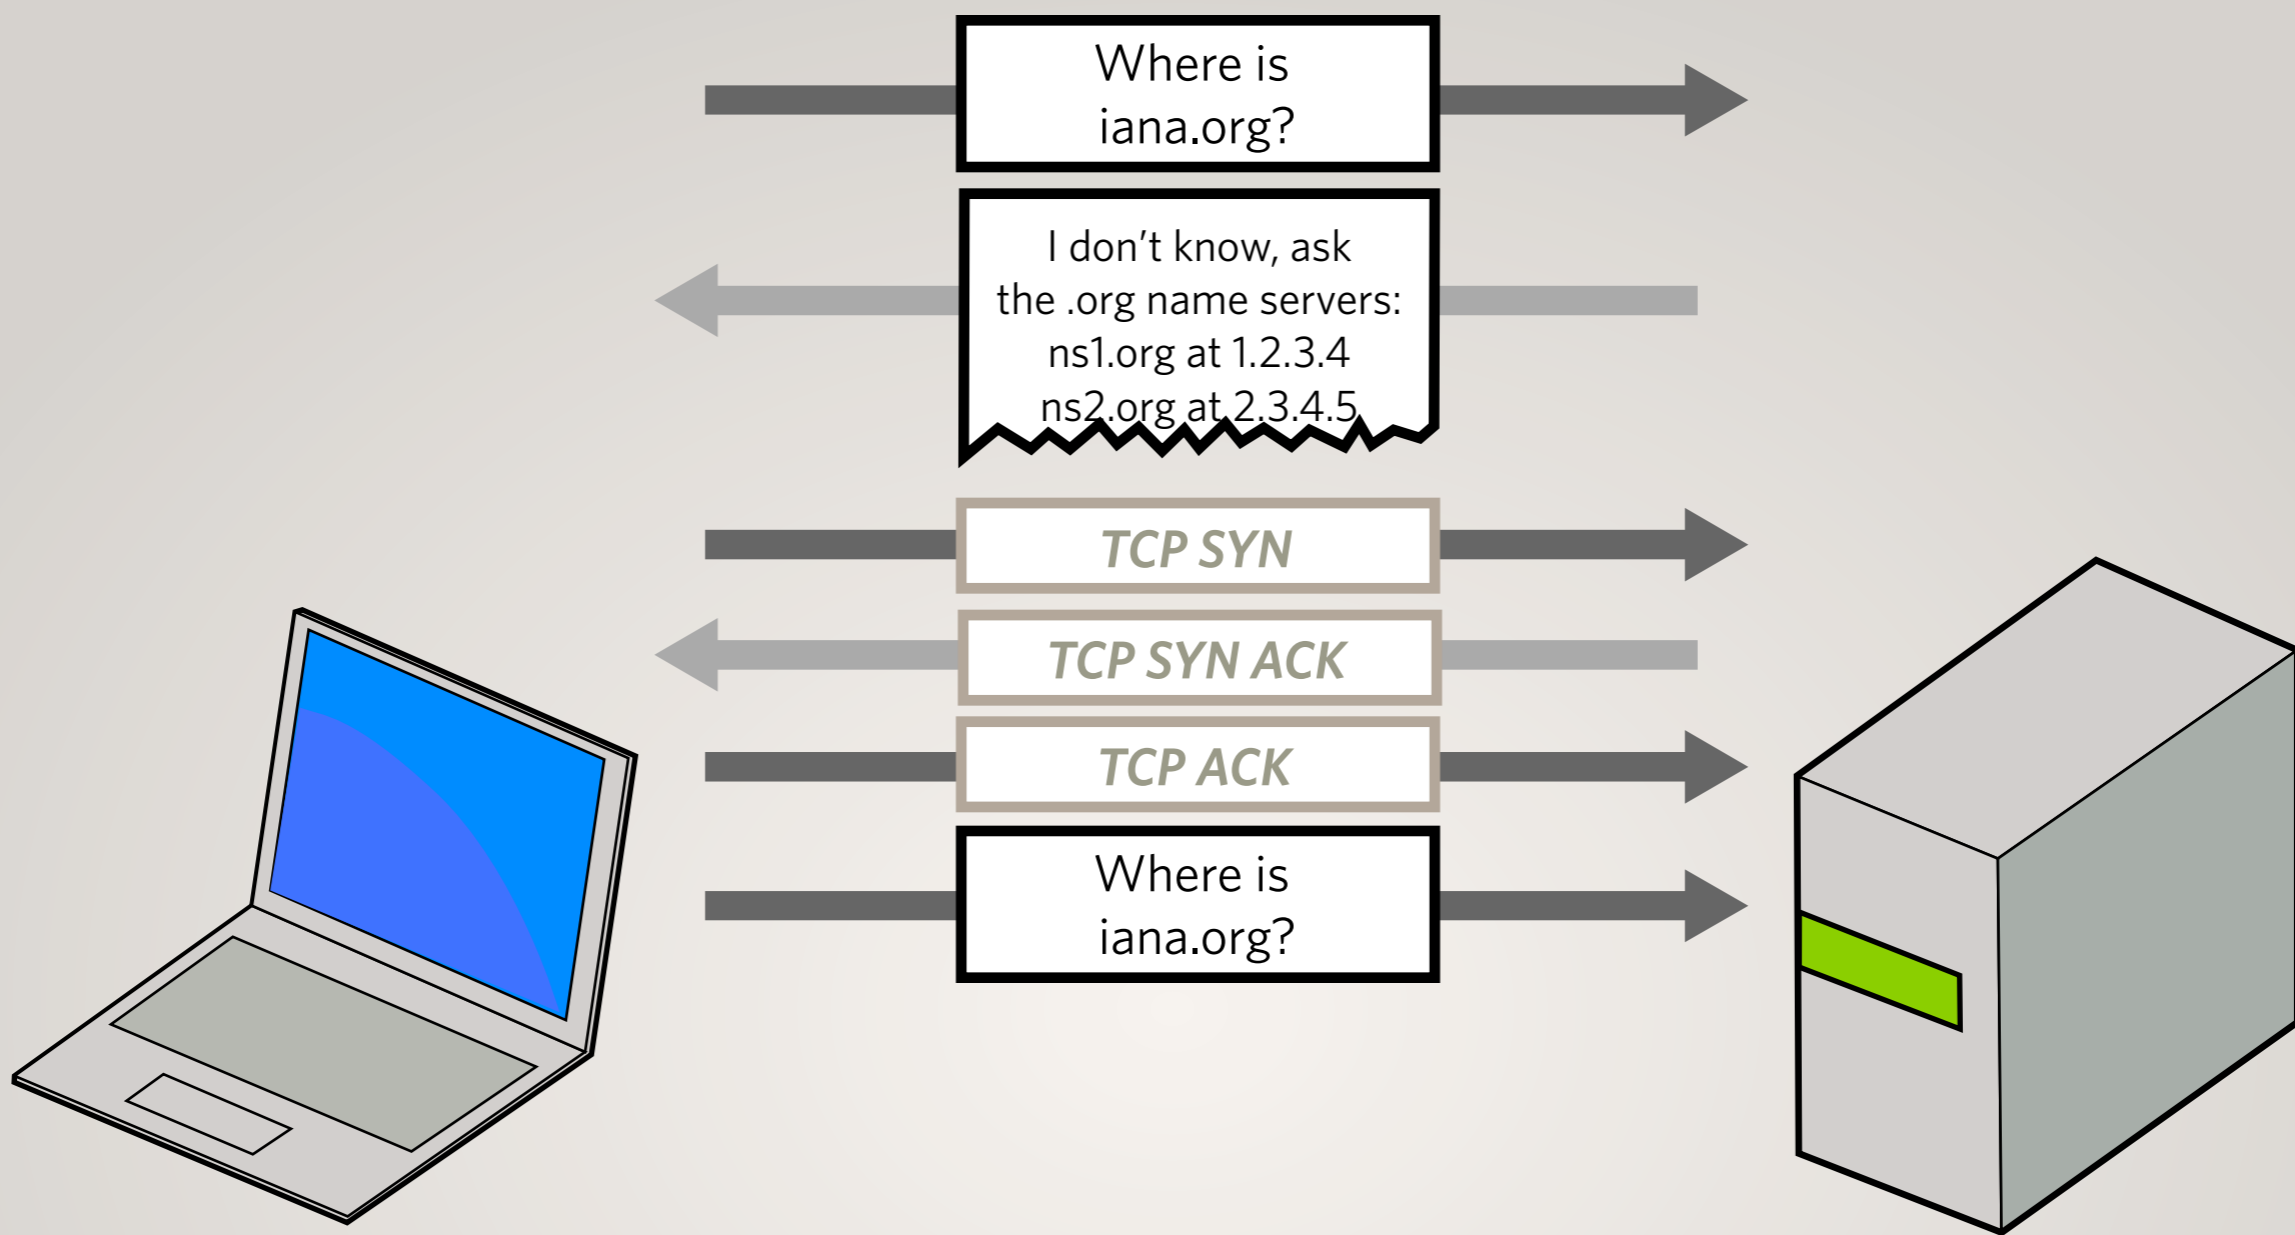 Where is
iana.org?
I don’t know, ask
the .org name servers:
ns1.org at 1.2.3.4
ns2.org at 2.3.4.5
TCP SYN
TCP SYN ACK
TCP ACK
Where is
iana.org?